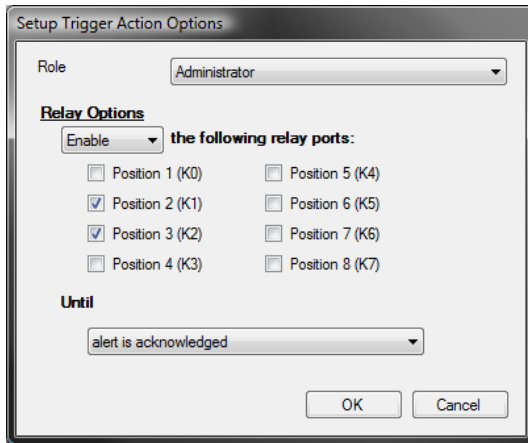 Setup Trigger Action Options
Role Administrator
Relay Options
Enable the following relay ports:
Position 1 (K0) Position 5 (K4)
Position 2 (K1) Position 6 (K5)
Position 3 (K2) Position 7 (K6)
Position 4 (K3) Position 8 (K7)
Until
alert is acknowledged
OK Cancel